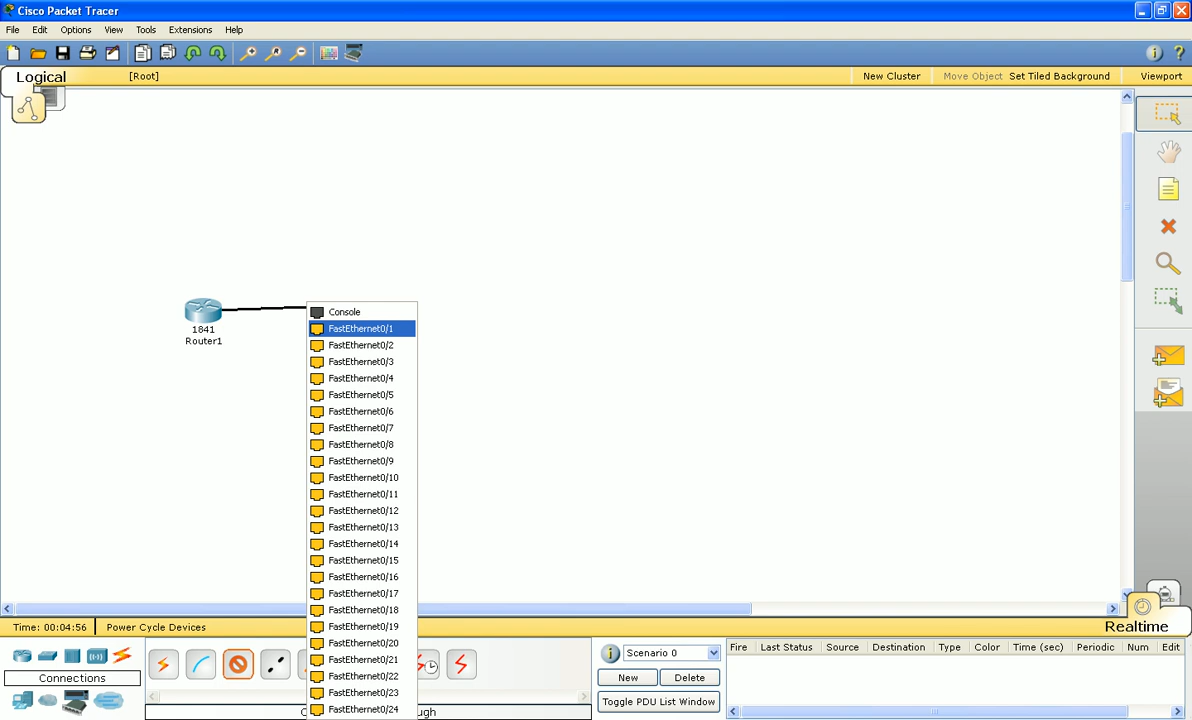 Cisco Packet Tracer
File Edit Options View Tools Extensions Help
Logical [Root] New Cluster Move Object Set Tiled Background Viewport
1841
Router1
Console
FastEthernet0/1
FastEthernet0/2
FastEthernet0/3
FastEthernet0/4
FastEthernet0/5
FastEthernet0/6
FastEthernet0/7
FastEthernet0/8
FastEthernet0/9
FastEthernet0/10
FastEthernet0/11
FastEthernet0/12
FastEthernet0/13
FastEthernet0/14
FastEthernet0/15
FastEthernet0/16
FastEthernet0/17
FastEthernet0/18
FastEthernet0/19
FastEthernet0/20
FastEthernet0/21
FastEthernet0/22
FastEthernet0/23
FastEthernet0/24
Time: 00:04:56 Power Cycle Devices Realtime
Connections
Scenario 0
New Delete
Toggle PDU List Window
Fire Last Status Source Destination Type Color Time (sec) Periodic Num Edit